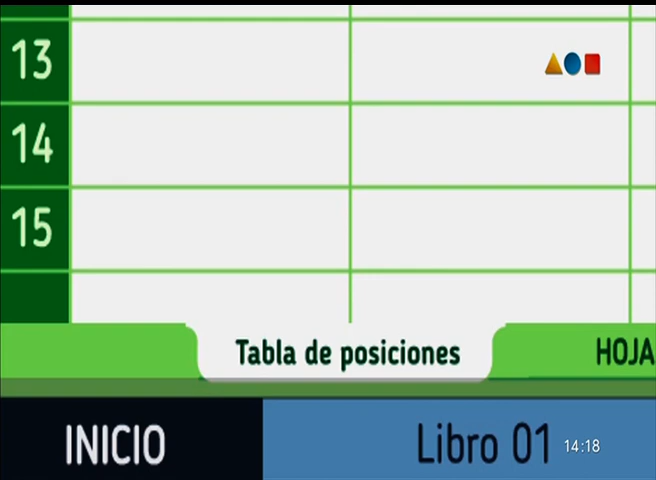 13
14
15
Tabla de posiciones
HOJA
INICIO
Libro 01
14:18